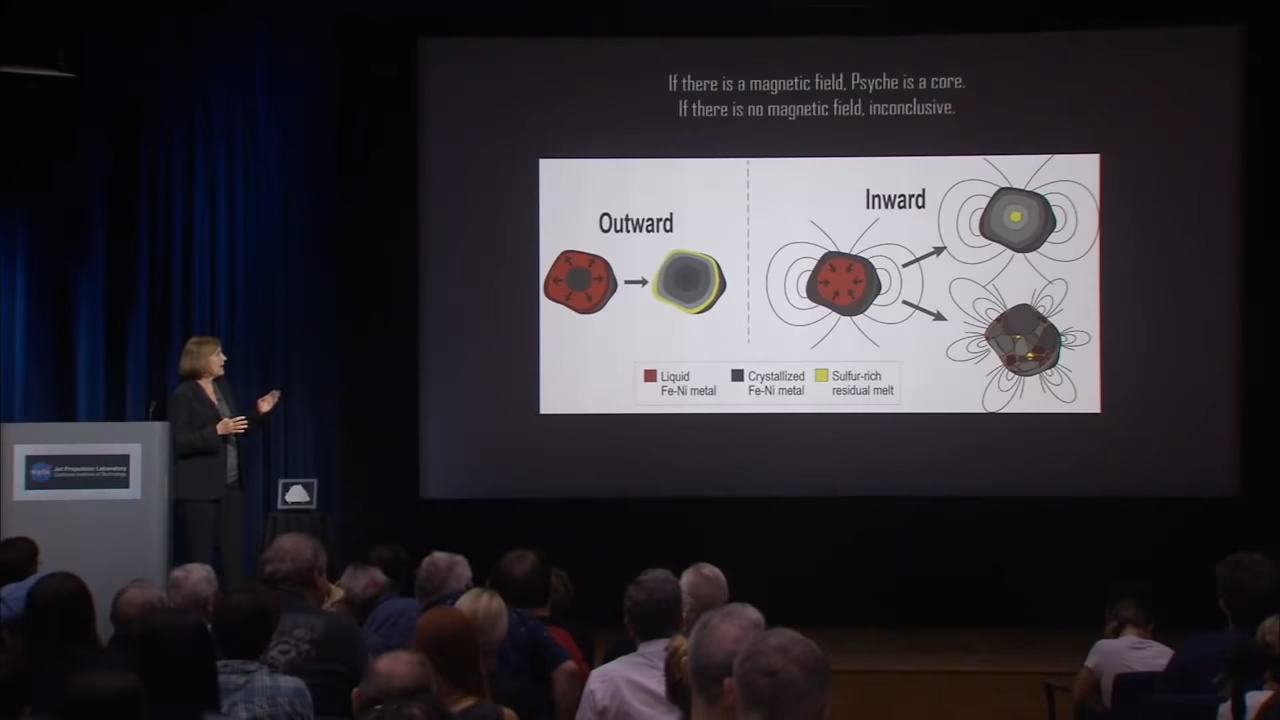 If there is a magnetic field, Psyche is a core.
If there is no magnetic field, inconclusive.
Outward
Inward
Liquid
Fe-Ni metal
Crystallized
Fe-Ni metal
Sulfur-rich
residual melt
NASA
Jet Propulsion Laboratory
California Institute of Technology